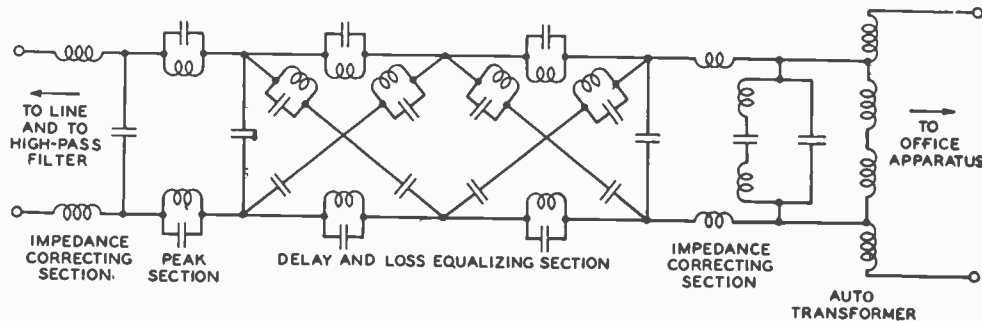 TO LINE
AND TO
HIGH-PASS
FILTER
TO
OFFICE
APPARATUS
IMPEDANCE
CORRECTING
SECTION.
PEAK
SECTION
DELAY AND LOSS EQUALIZING SECTION
IMPEDANCE
CORRECTING
SECTION
AUTO
TRANSFORMER